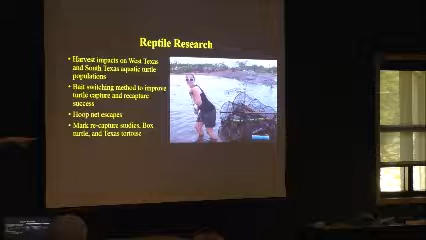 Reptile Research
• Harvest impacts on West Texas
and South Texas aquatic turtle
populations
• Bait switching method to improve
turtle capture and recapture
success
• Hoop net escapes
• Mark re-capture studies, Box
turtle, and Texas tortoise